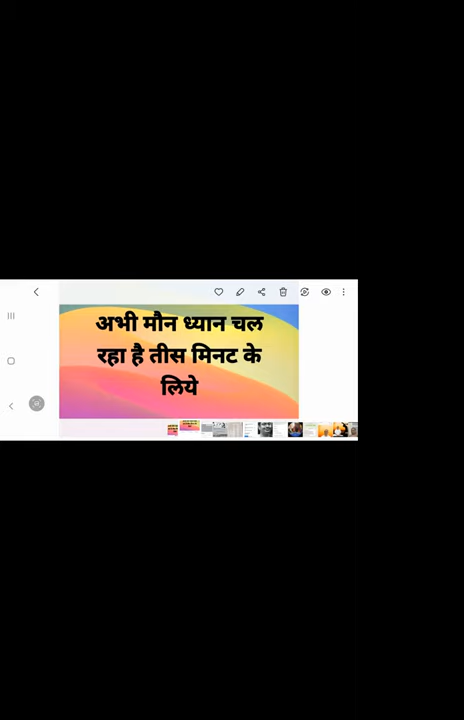 अभी मौन ध्यान चल
रहा है तीस मिनट के
लिये